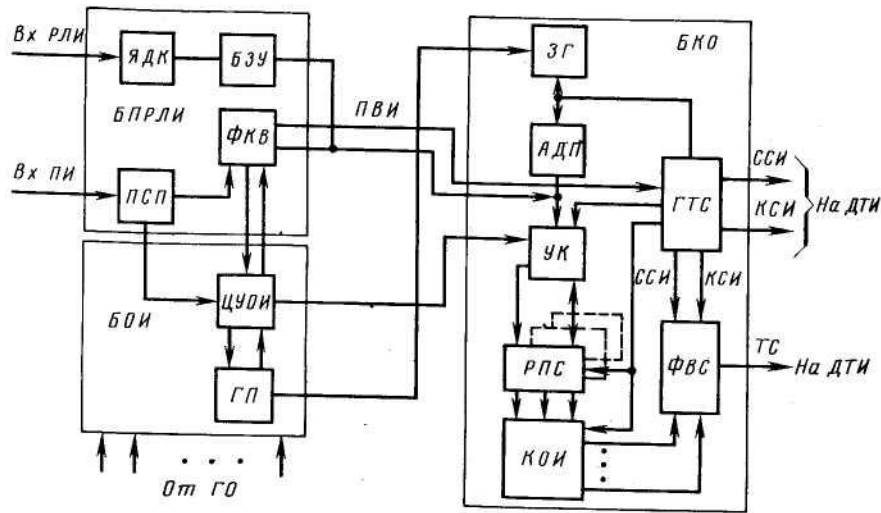 Вх РЛИ
ЯДК
БЗУ
БПРЛИ
ФКВ
ПВИ
Вх ПИ
ПСП
БОИ
ЦУОИ
ГП
От ГО
БКО
ЗГ
АДП
ГТС
ССИ
КСИ
На ДТИ
УК
ССИ
КСИ
РПС
ФВС
ТС
На ДТИ
КОИ